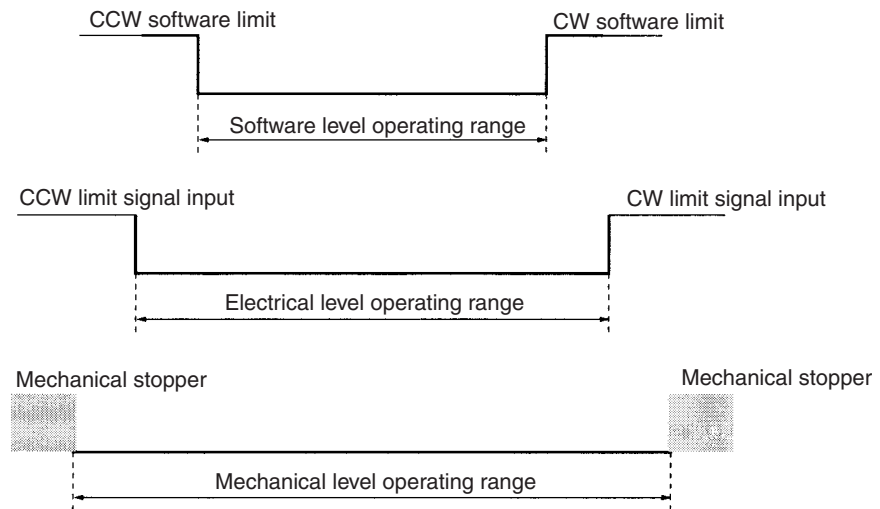 CCW software limit
CW software limit
Software level operating range
CCW limit signal input
CW limit signal input
Electrical level operating range
Mechanical stopper
Mechanical stopper
Mechanical level operating range